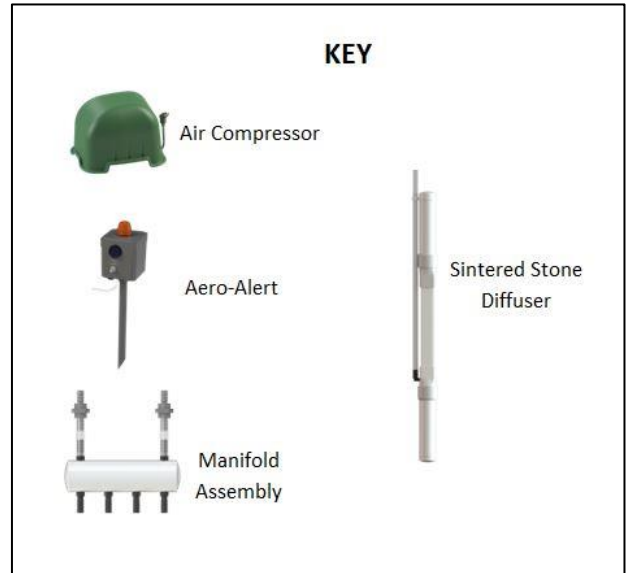 KEY
Air Compressor
Aero-Alert
Manifold
Assembly
Sintered Stone
Diffuser